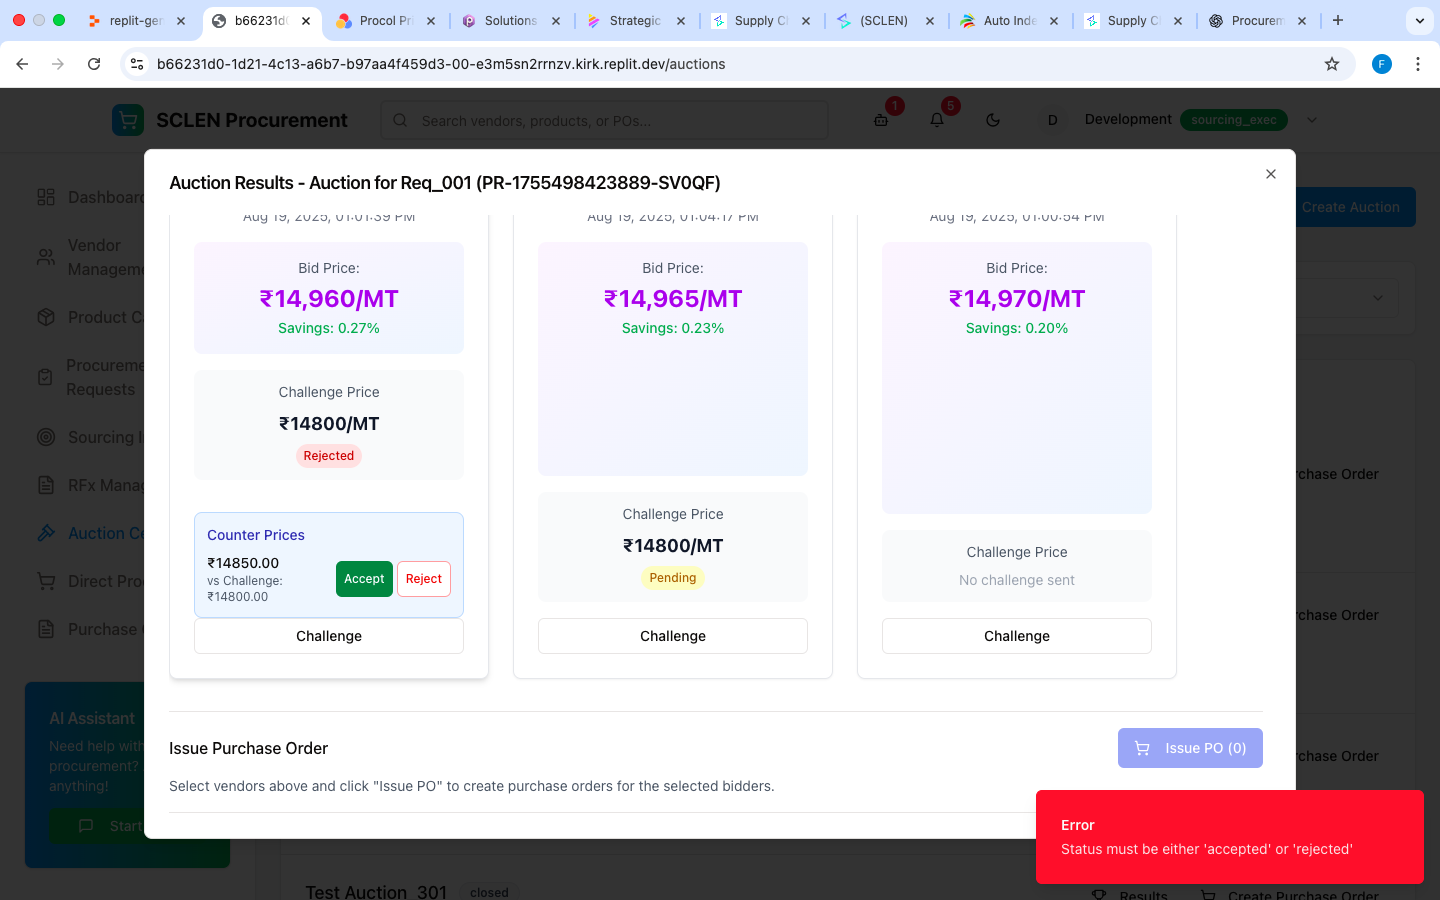 replit-gen
b66231d0
Procol Pri
Solutions
Strategic
Supply Ch
(SCLEN)
Auto Inde
Supply C
Procurem
b66231d0-1d21-4c13-a6b7-b97aa4f459d3-00-e3m5sn2rrnzv.kirk.replit.dev/auctions
F
SCLEN Procurement
Search vendors, products, or POs...
1
5
D
Development
sourcing_exec
Auction Results - Auction for Req_001 (PR-1755498423889-SV0QF)
Create Auction
Dashboard
Vendor
Manageme
Product C
Procureme
Requests
Sourcing I
RFx Manag
Auction Ce
Direct Pro
Purchase
Aug 19, 2025, 01:01:39 PM
Bid Price:
₹14,960/MT
Savings: 0.27%
Challenge Price
₹14800/MT
Rejected
Counter Prices
₹14850.00
vs Challenge:
₹14800.00
Accept
Reject
Challenge
Aug 19, 2025, 01:04:17 PM
Bid Price:
₹14,965/MT
Savings: 0.23%
Challenge Price
₹14800/MT
Pending
Challenge
Aug 19, 2025, 01:00:54 PM
Bid Price:
₹14,970/MT
Savings: 0.20%
Challenge Price
No challenge sent
Challenge
rchase Order
rchase Order
rchase Order
Issue Purchase Order
Issue PO (0)
Select vendors above and click "Issue PO" to create purchase orders for the selected bidders.
AI Assistant
Need help with
procurement?
anything!
Start
Error
Status must be either 'accepted' or 'rejected'
Test Auction_301
closed
Results
Create Purchase Order